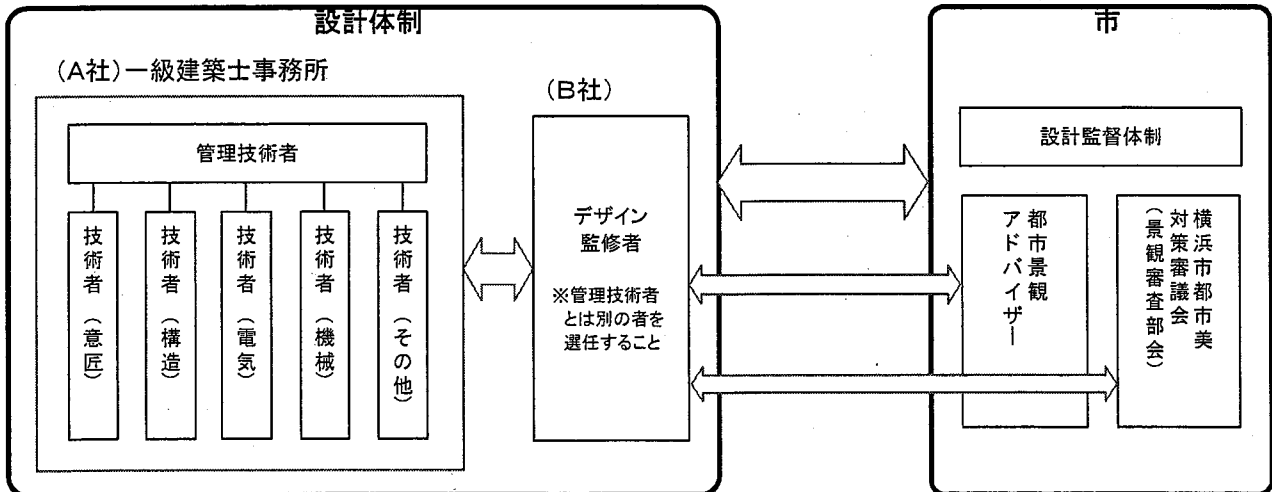 設計体制
(A社)一級建築士事務所
管理技術者
技術者(意匠)
技術者(構造)
技術者(電気)
技術者(機械)
技術者(その他)
(B社)
デザイン
監修者
※管理技術者
とは別の者を
選任すること
市
設計監督体制
都市景観
アドバイザー
横浜市都市美
対策審議会
(景観審査部会)